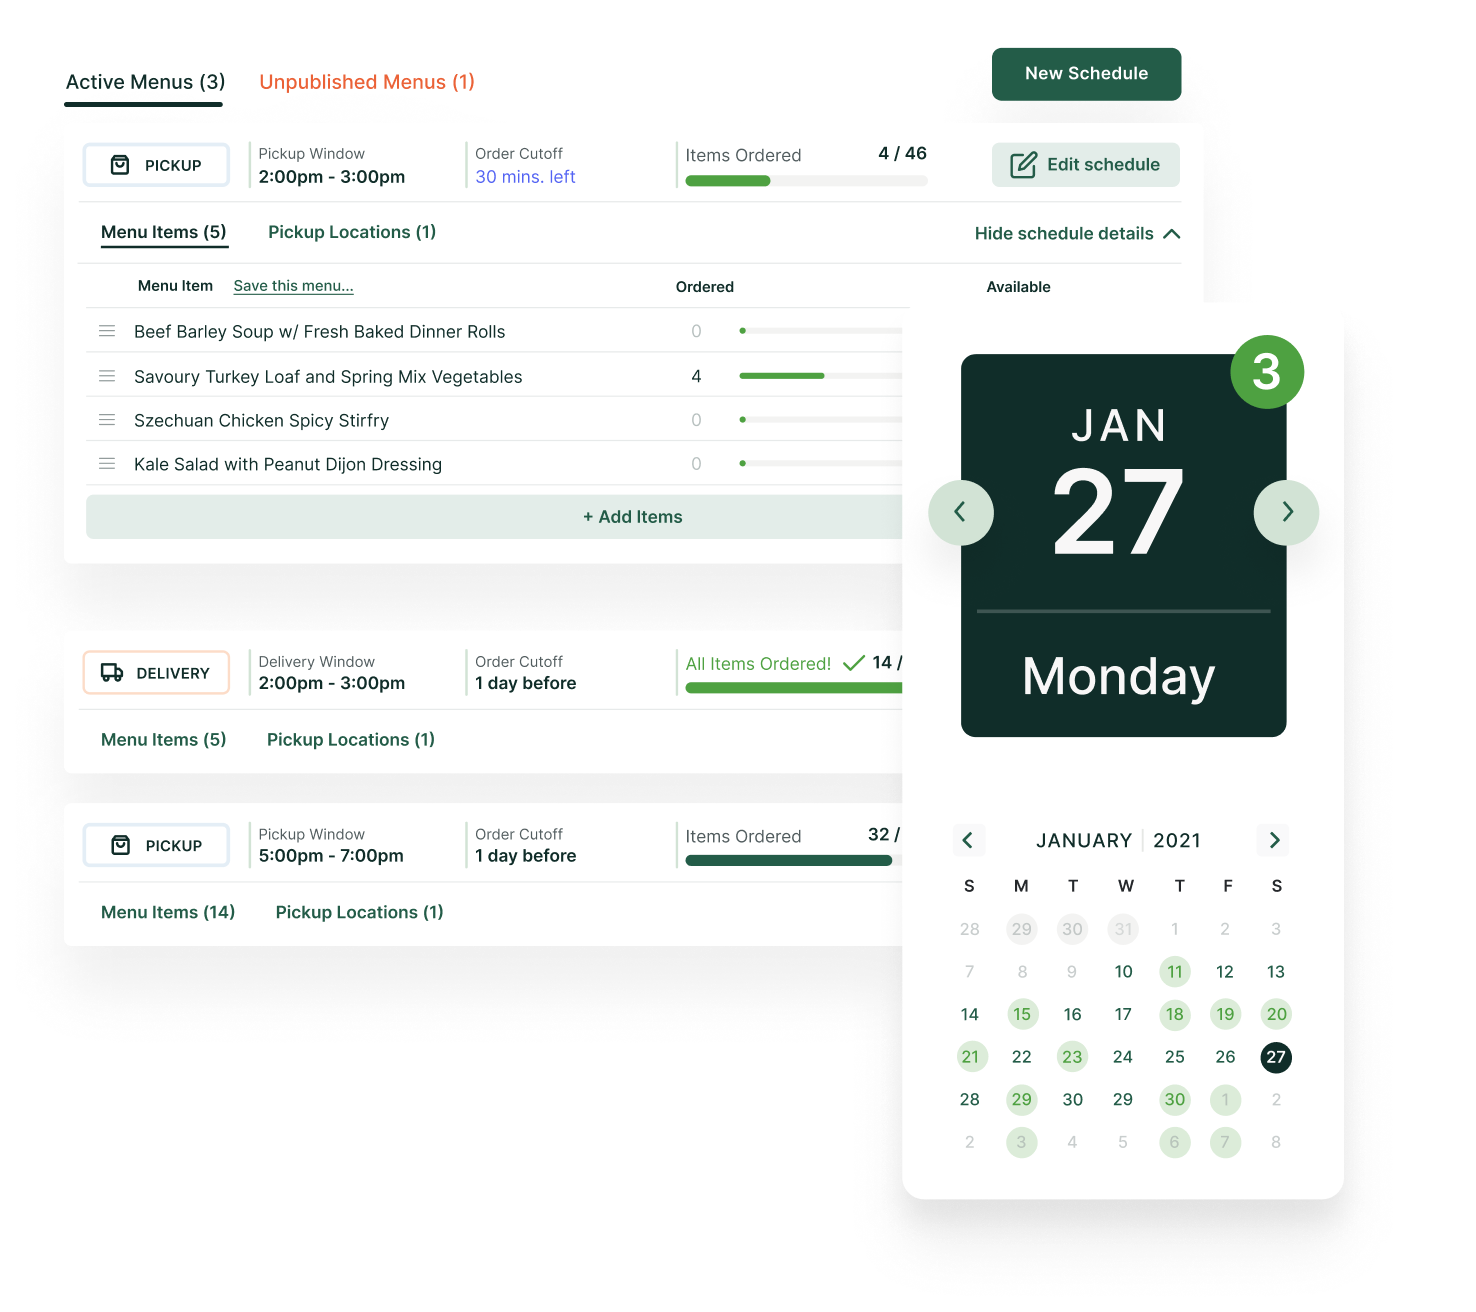 Active Menus (3) Unpublished Menus (1) New Schedule
PICKUP
Pickup Window
2:00pm - 3:00pm
Order Cutoff
30 mins. left
Items Ordered 4 / 46
Edit schedule
Menu Items (5) Pickup Locations (1) Hide schedule details
Menu Item Save this menu... Ordered Available
Beef Barley Soup w/ Fresh Baked Dinner Rolls 0
Savoury Turkey Loaf and Spring Mix Vegetables 4
Szechuan Chicken Spicy Stirfry 0
Kale Salad with Peanut Dijon Dressing 0
+ Add Items
DELIVERY
Delivery Window
2:00pm - 3:00pm
Order Cutoff
1 day before
All Items Ordered! 14 /
Menu Items (5) Pickup Locations (1)
PICKUP
Pickup Window
5:00pm - 7:00pm
Order Cutoff
1 day before
Items Ordered 32 /
Menu Items (14) Pickup Locations (1)
3
JAN
27
Monday
JANUARY 2021
S M T W T F S
28 29 30 31 1 2 3
7 8 9 10 11 12 13
14 15 16 17 18 19 20
21 22 23 24 25 26 27
28 29 30 29 30 1 2
2 3 4 5 6 7 8